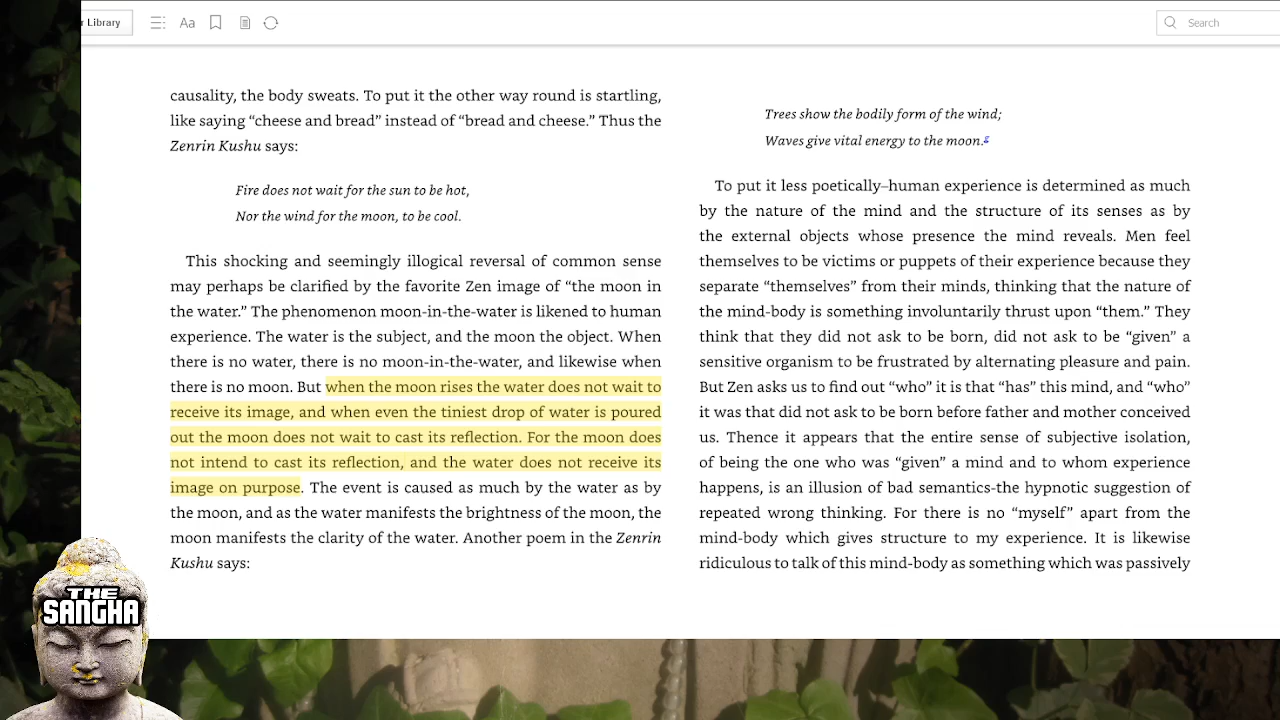 r Library
Aa
Search
causality, the body sweats. To put it the other way round is startling,
like saying “cheese and bread” instead of “bread and cheese.” Thus the
Zenrin Kushu says:
Fire does not wait for the sun to be hot,
Nor the wind for the moon, to be cool.
This shocking and seemingly illogical reversal of common sense
may perhaps be clarified by the favorite Zen image of “the moon in
the water.” The phenomenon moon-in-the-water is likened to human
experience. The water is the subject, and the moon the object. When
there is no water, there is no moon-in-the-water, and likewise when
there is no moon. But when the moon rises the water does not wait to
receive its image, and when even the tiniest drop of water is poured
out the moon does not wait to cast its reflection. For the moon does
not intend to cast its reflection, and the water does not receive its
image on purpose. The event is caused as much by the water as by
the moon, and as the water manifests the brightness of the moon, the
moon manifests the clarity of the water. Another poem in the Zenrin
Kushu says:
Trees show the bodily form of the wind;
Waves give vital energy to the moon.g
To put it less poetically–human experience is determined as much
by the nature of the mind and the structure of its senses as by
the external objects whose presence the mind reveals. Men feel
themselves to be victims or puppets of their experience because they
separate “themselves” from their minds, thinking that the nature of
the mind-body is something involuntarily thrust upon “them.” They
think that they did not ask to be born, did not ask to be “given” a
sensitive organism to be frustrated by alternating pleasure and pain.
But Zen asks us to find out “who” it is that “has” this mind, and “who”
it was that did not ask to be born before father and mother conceived
us. Thence it appears that the entire sense of subjective isolation,
of being the one who was “given” a mind and to whom experience
happens, is an illusion of bad semantics-the hypnotic suggestion of
repeated wrong thinking. For there is no “myself” apart from the
mind-body which gives structure to my experience. It is likewise
ridiculous to talk of this mind-body as something which was passively
THE
SANGHA